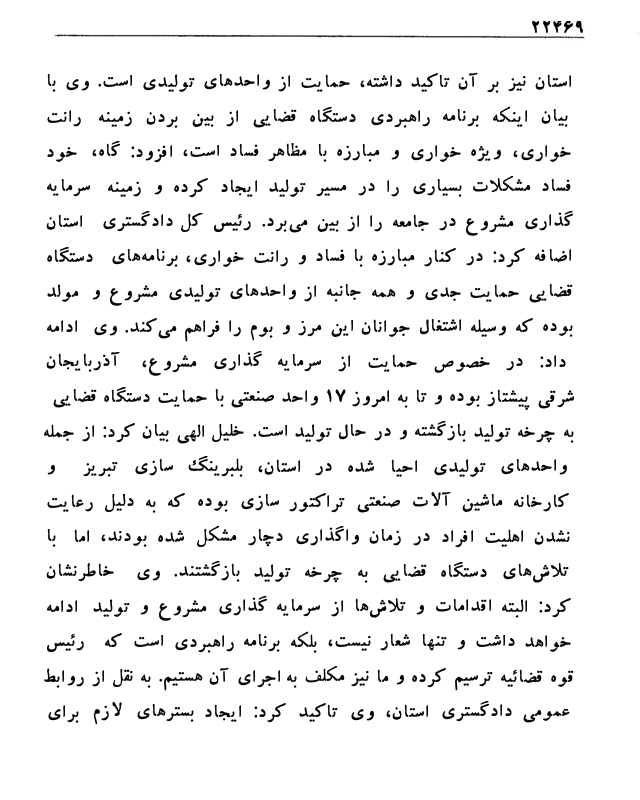 ۲۲۴۶۹
استان نیز بر آن تاکید داشته، حمایت از واحدهای تولیدی است. وی با
بیان اینکه برنامه راهبردی دستگاه قضایی از بین بردن زمینه رانت
خواری، ویژه خواری و مبارزه با مظاهر فساد است، افزود: گاه، خود
فساد مشکلات بسیاری را در مسیر تولید ایجاد کرده و زمینه سرمایه
گذاری مشروع در جامعه را از بین می‌برد. رئیس کل دادگستری استان
اضافه کرد: در کنار مبارزه با فساد و رانت خواری، برنامه‌های دستگاه
قضایی حمایت جدی و همه جانبه از واحدهای تولیدی مشروع و مولد
بوده که وسیله اشتغال جوانان این مرز و بوم را فراهم می‌کند. وی ادامه
داد: در خصوص حمایت از سرمایه گذاری مشروع، آذربایجان
شرقی پیشتاز بوده و تا به امروز ۱۷ واحد صنعتی با حمایت دستگاه قضایی
به چرخه تولید بازگشته و در حال تولید است. خلیل الهی بیان کرد: از جمله
واحدهای تولیدی احیا شده در استان، بلبرینگ سازی تبریز و
کارخانه ماشین آلات صنعتی تراکتور سازی بوده که به دلیل رعایت
نشدن اهلیت افراد در زمان واگذاری دچار مشکل شده بودند، اما با
تلاش‌های دستگاه قضایی به چرخه تولید بازگشتند. وی خاطرنشان
کرد: البته اقدامات و تلاش‌ها از سرمایه گذاری مشروع و تولید ادامه
خواهد داشت و تنها شعار نیست، بلکه برنامه راهبردی است که رئیس
قوه قضائیه ترسیم کرده و ما نیز مکلف به اجرای آن هستیم. به نقل از روابط
عمومی دادگستری استان، وی تاکید کرد: ایجاد بسترهای لازم برای